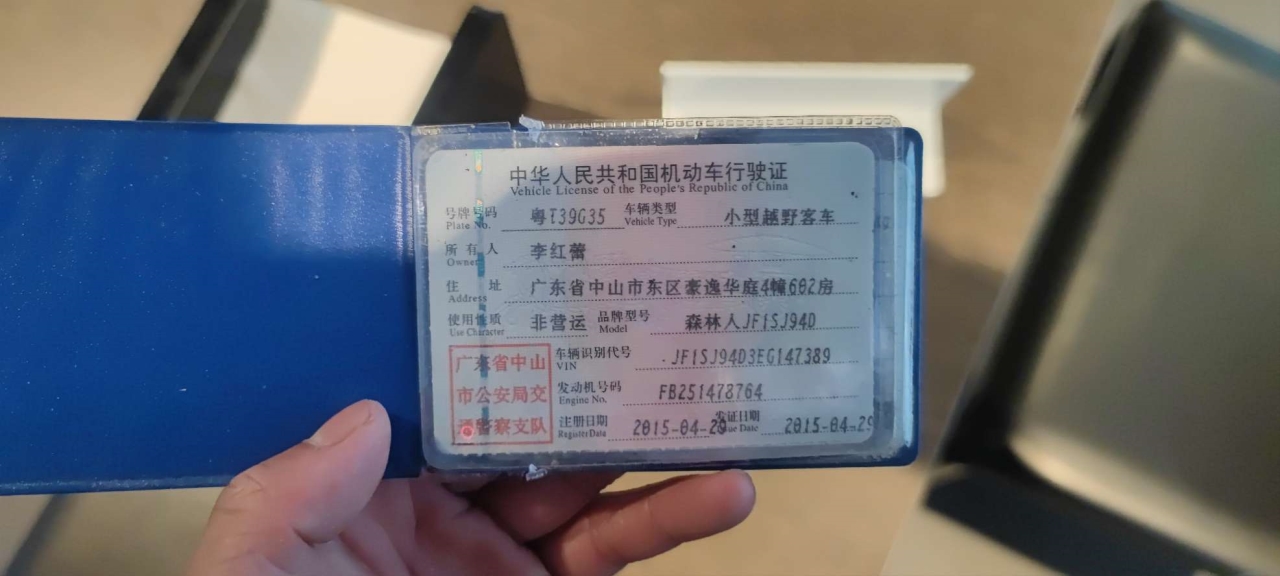 中华人民共和国机动车行驶证
Vehicle License of the People's Republic of China
号牌号码 粤T39G35 车辆类型 小型越野客车
Plate No. Vehicle Type
所有人 李红蕾
Owner
住址 广东省中山市东区豪逸华庭4幢602房
Address
使用性质 非营运 品牌型号 森林人JF1SJ94D
Use Character Model
车辆识别代号 JF1SJ94D3EG147389
VIN
发动机号码 FB251478764
Engine No.
注册日期 2015-04-29 发证日期 2015-04-29
Register Date Issue Date
广东省中山
市公安局交
通警察支队